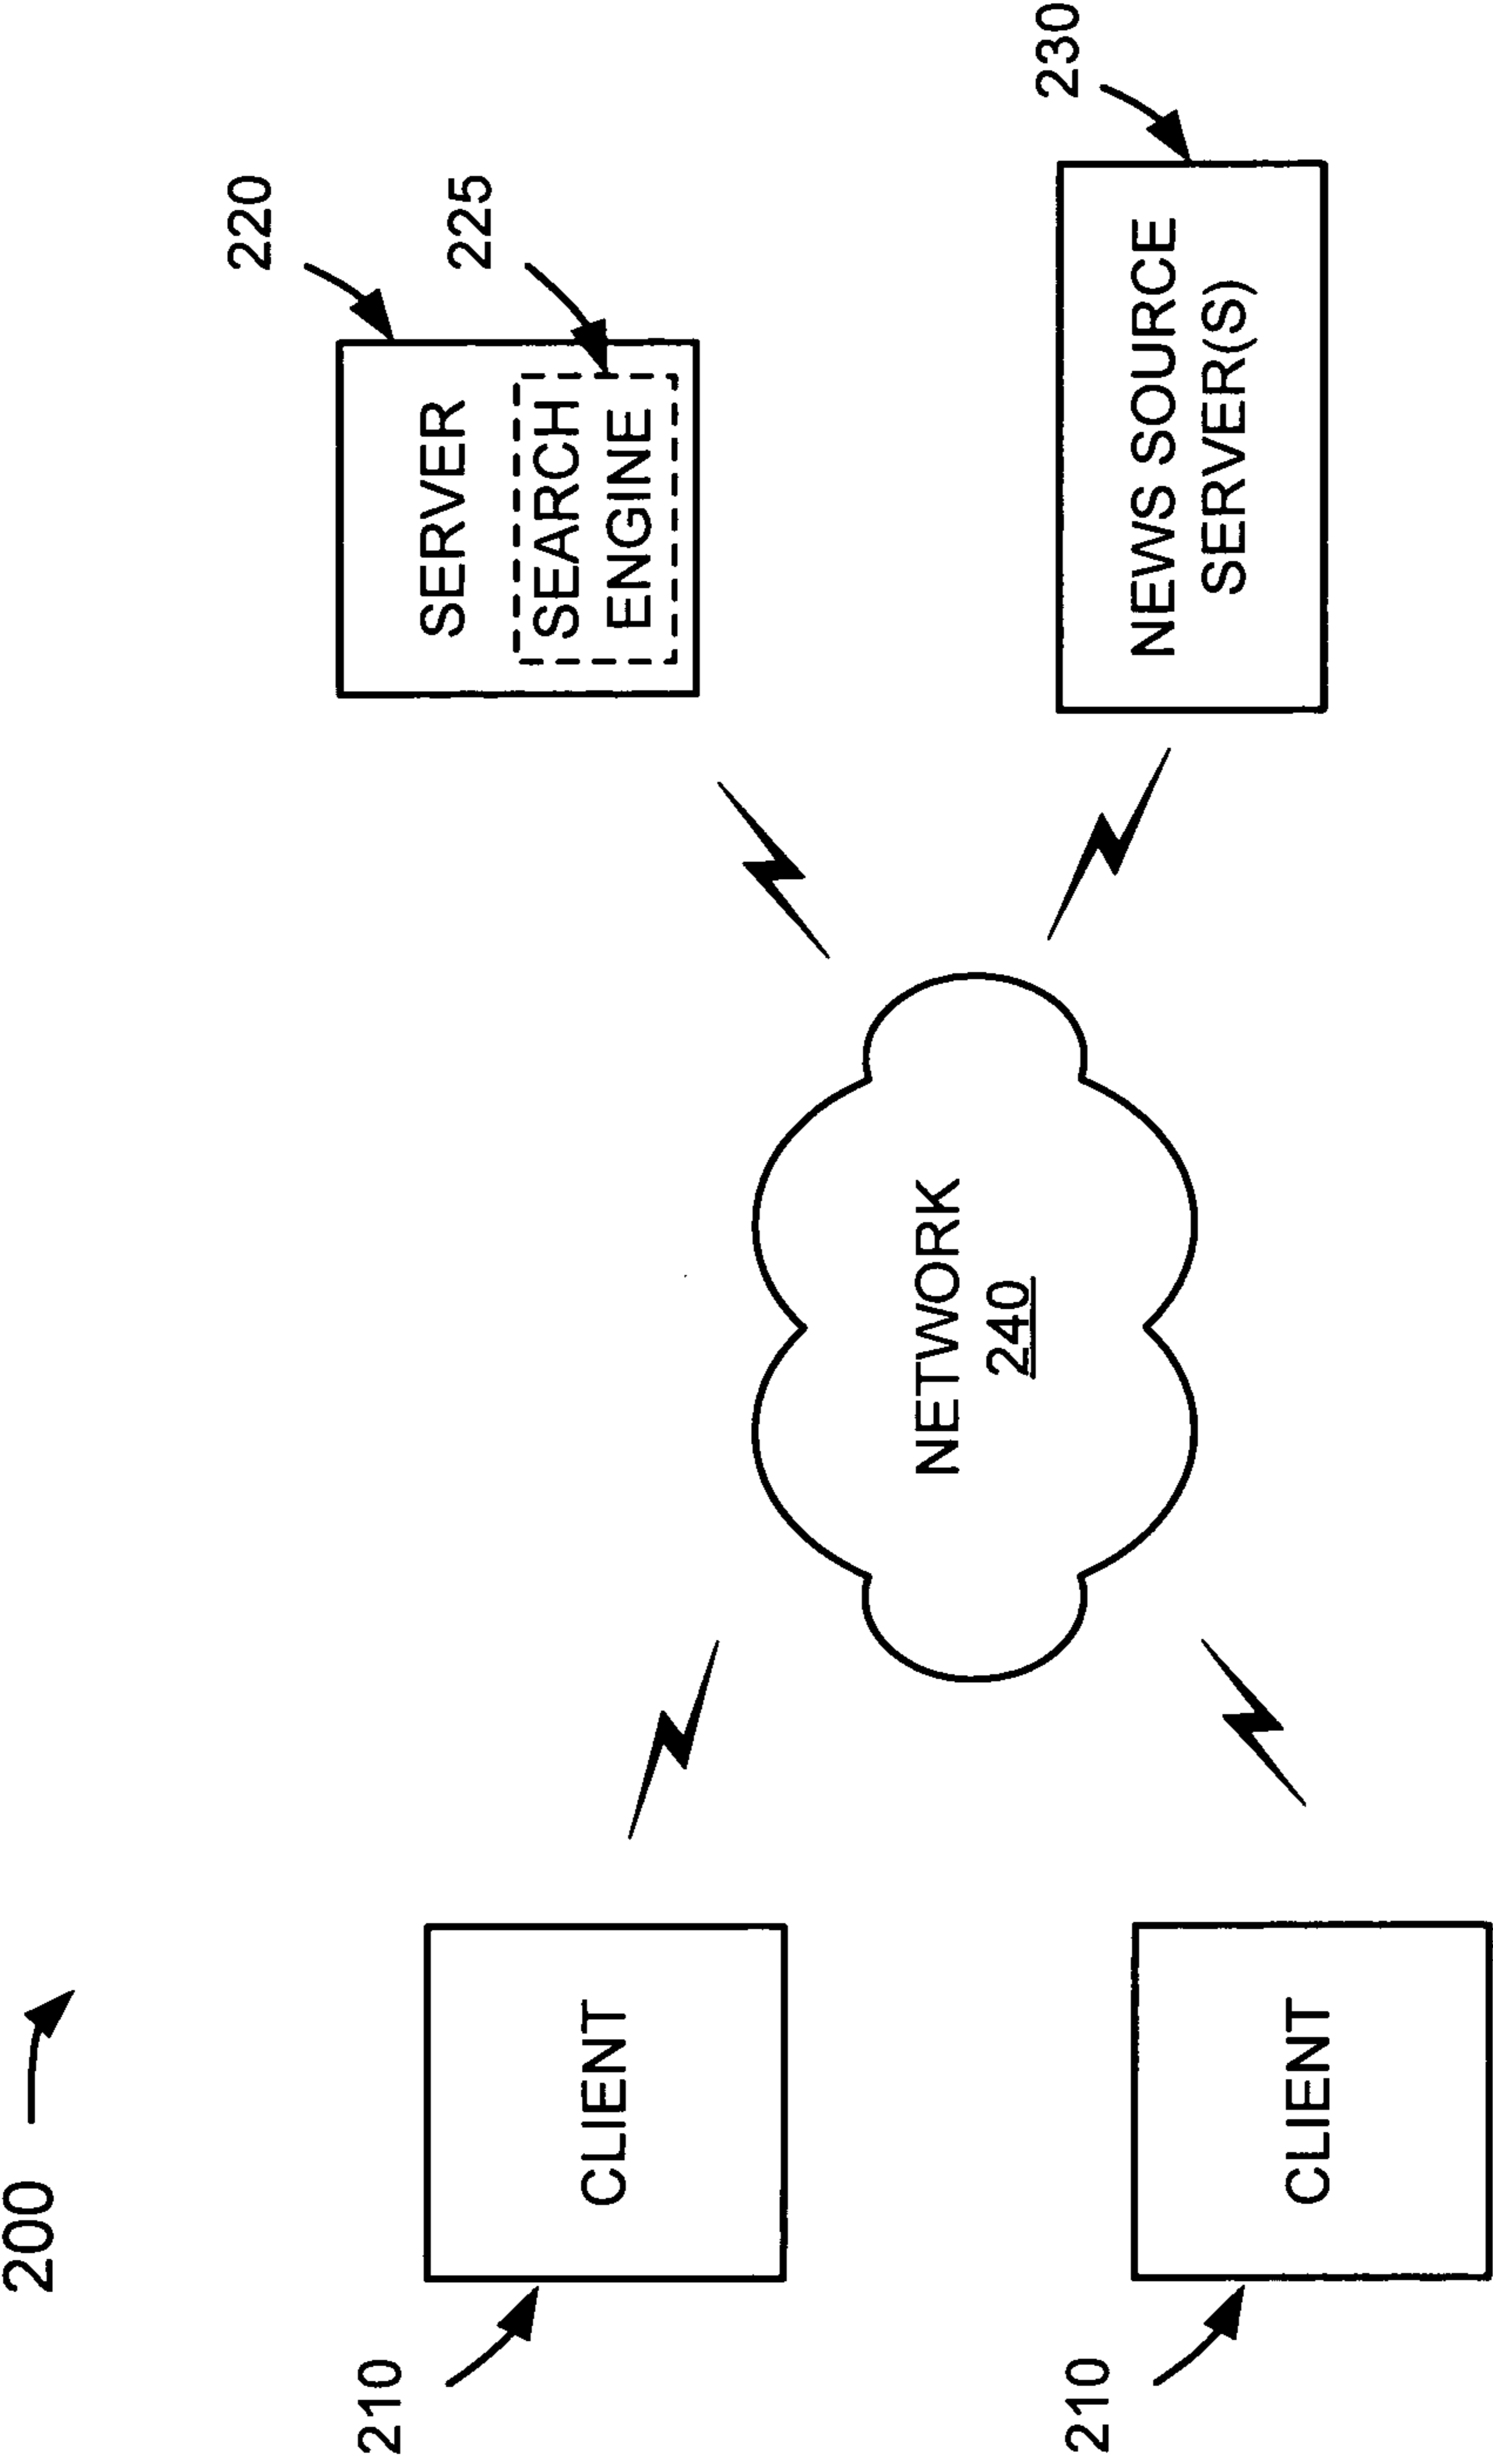 200
210
CLIENT
210
CLIENT
NETWORK
240
220
SERVER
225
SEARCH
ENGINE
230
NEWS SOURCE
SERVER(S)